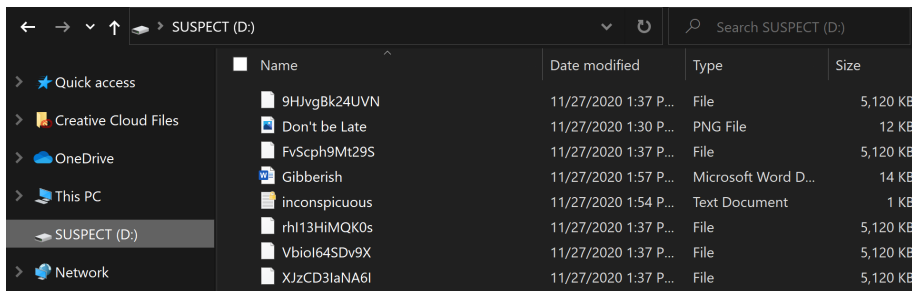 SUSPECT (D:)
Search SUSPECT (D:)
Name Date modified Type Size
Quick access
Creative Cloud Files
OneDrive
This PC
SUSPECT (D:)
Network
9HJvgBk24UVN 11/27/2020 1:37 P... File 5,120 KB
Don't be Late 11/27/2020 1:30 P... PNG File 12 KB
FvScph9Mt29S 11/27/2020 1:37 P... File 5,120 KB
Gibberish 11/27/2020 1:57 P... Microsoft Word D... 14 KB
inconspicuous 11/27/2020 1:54 P... Text Document 1 KB
rhI13HiMQK0s 11/27/2020 1:37 P... File 5,120 KB
VbioI64SDv9X 11/27/2020 1:37 P... File 5,120 KB
XJzCD3IaNA6I 11/27/2020 1:37 P... File 5,120 KB